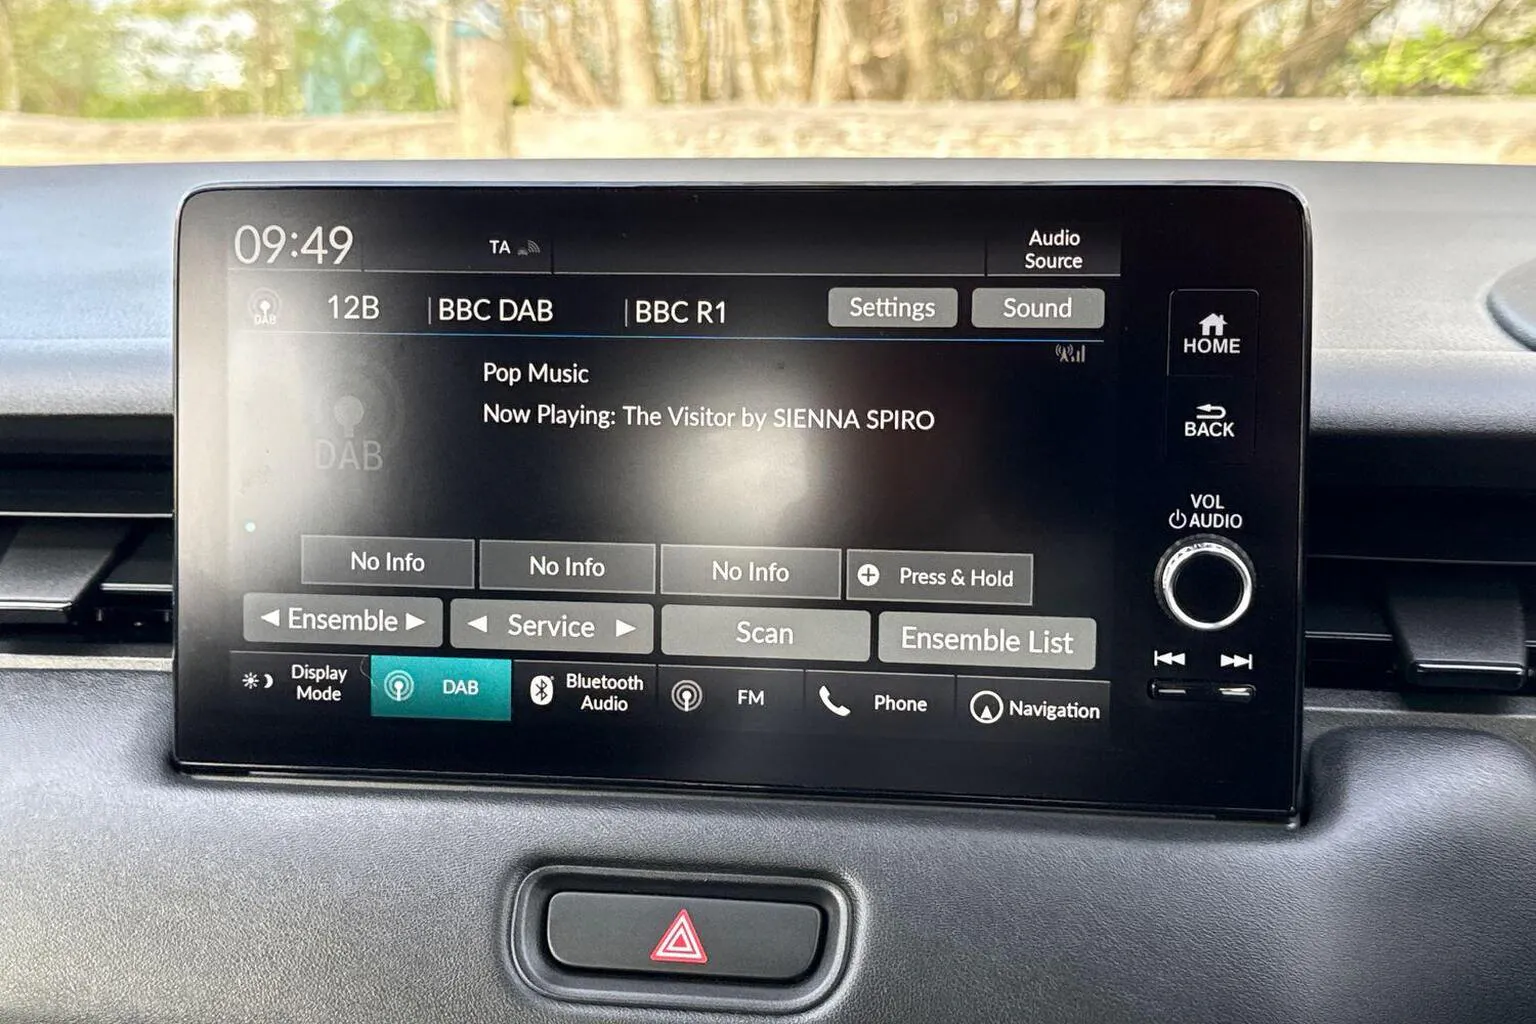 09:49
TA
Audio
Source
DAB
12B
BBC DAB
BBC R1
Settings
Sound
Pop Music
Now Playing: The Visitor by SIENNA SPIRO
DAB
No Info
No Info
No Info
Press & Hold
Ensemble
Service
Scan
Ensemble List
Display
Mode
DAB
Bluetooth
Audio
FM
Phone
Navigation
HOME
BACK
VOL
AUDIO